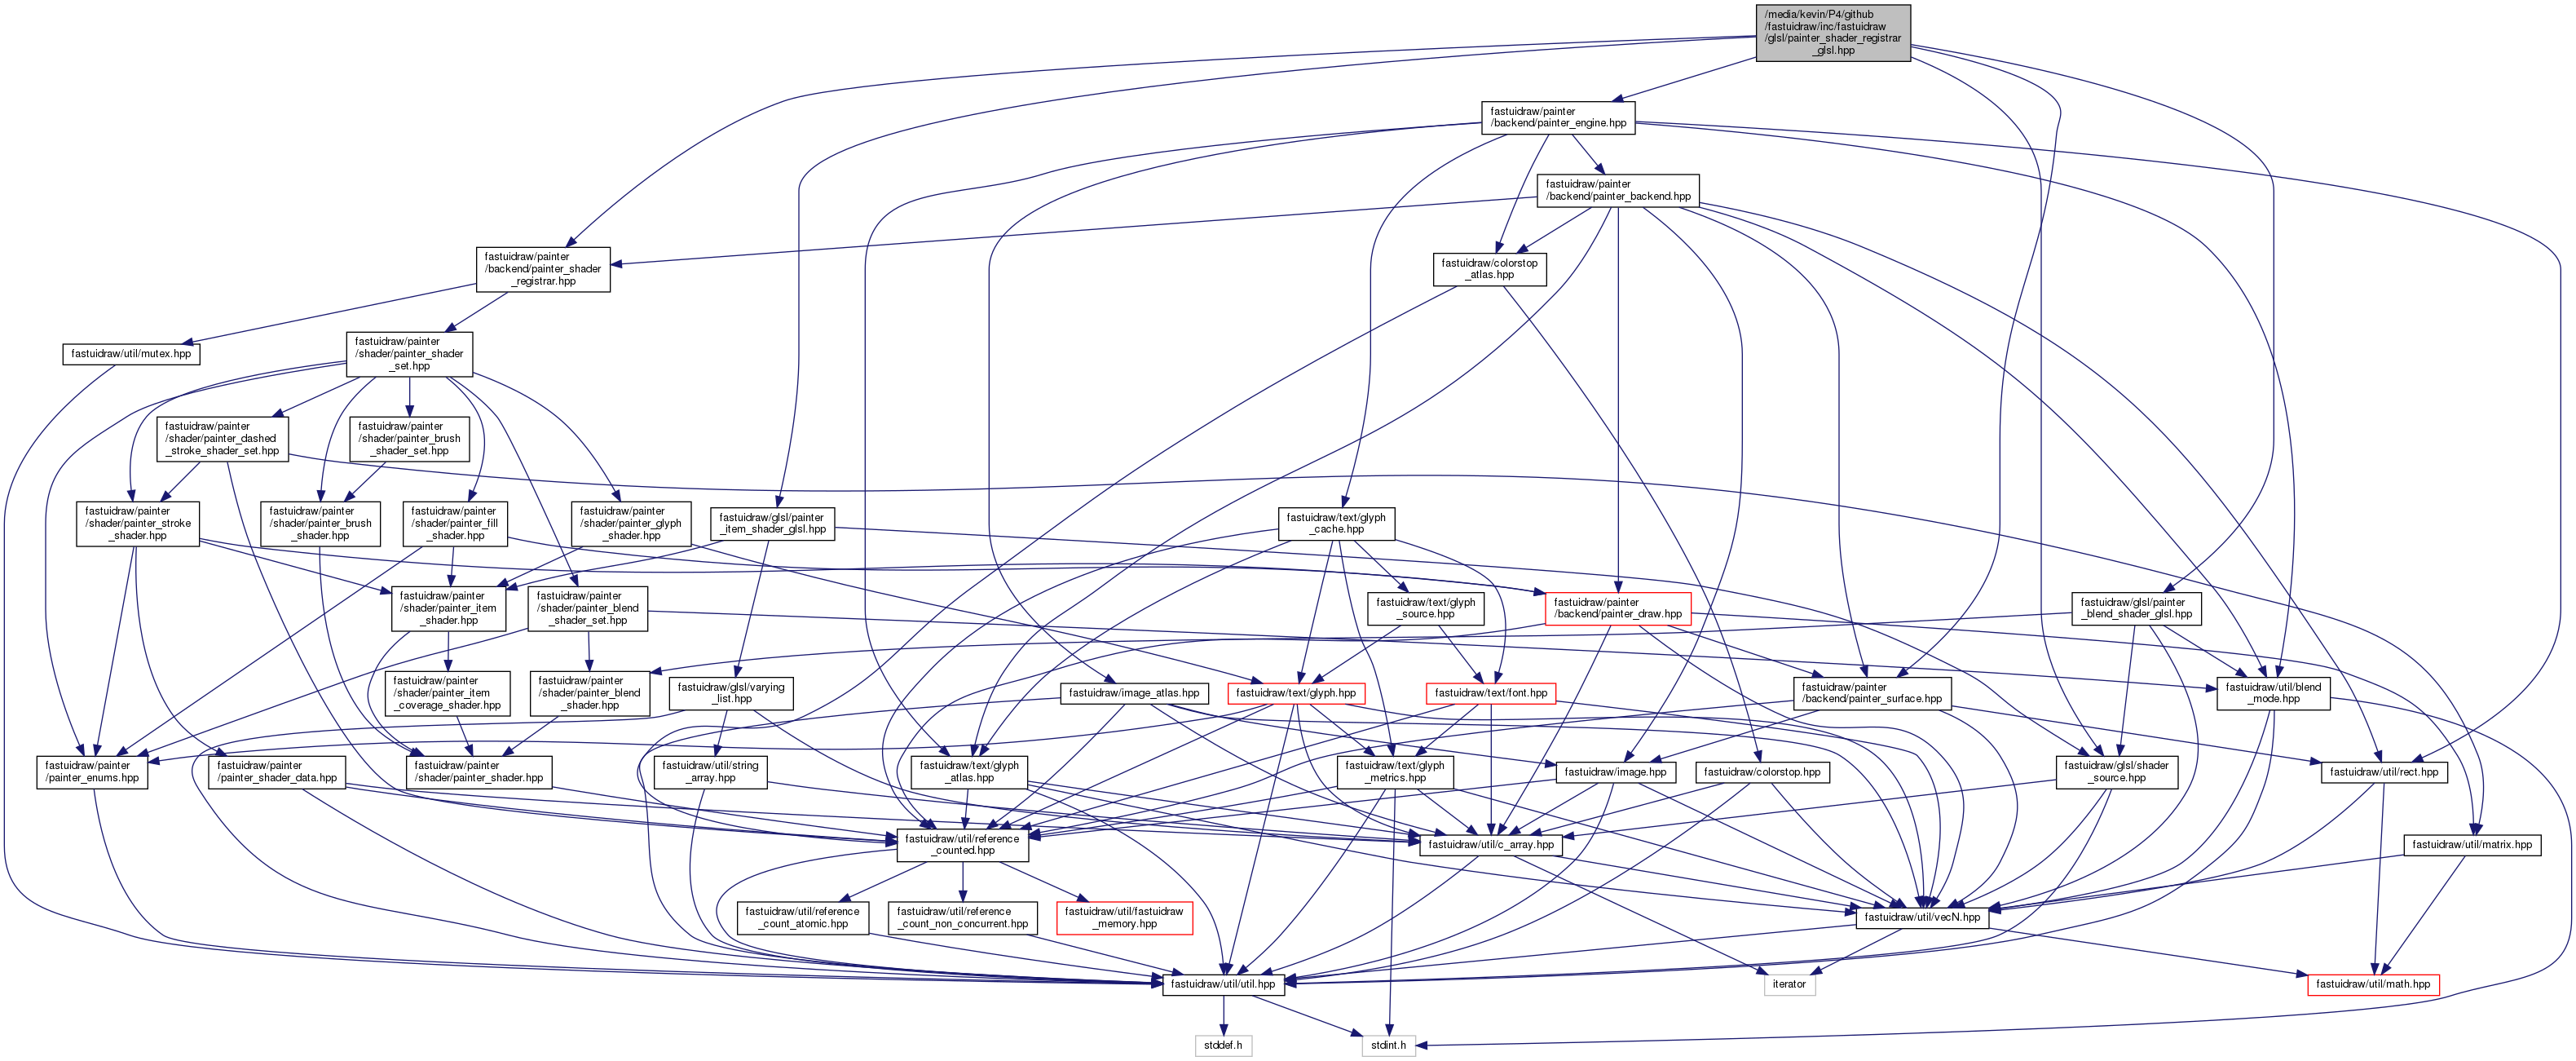 /media/kevin/P4/github
/fastuidraw/inc/fastuidraw
/glsl/painter_shader_registrar
_glsl.hpp
fastuidraw/painter
/backend/painter_engine.hpp
fastuidraw/painter
/backend/painter_backend.hpp
fastuidraw/painter
/backend/painter_shader
_registrar.hpp
fastuidraw/colorstop
_atlas.hpp
fastuidraw/util/mutex.hpp
fastuidraw/painter
/shader/painter_shader
_set.hpp
fastuidraw/painter
/shader/painter_dashed
_stroke_shader_set.hpp
fastuidraw/painter
/shader/painter_brush
_shader_set.hpp
fastuidraw/painter
/shader/painter_stroke
_shader.hpp
fastuidraw/painter
/shader/painter_brush
_shader.hpp
fastuidraw/painter
/shader/painter_fill
_shader.hpp
fastuidraw/painter
/shader/painter_glyph
_shader.hpp
fastuidraw/glsl/painter
_item_shader_glsl.hpp
fastuidraw/text/glyph
_cache.hpp
fastuidraw/painter
/shader/painter_item
_shader.hpp
fastuidraw/painter
/shader/painter_blend
_shader_set.hpp
fastuidraw/text/glyph
_source.hpp
fastuidraw/painter
/backend/painter_draw.hpp
fastuidraw/glsl/painter
_blend_shader_glsl.hpp
fastuidraw/painter
/shader/painter_item
_coverage_shader.hpp
fastuidraw/painter
/shader/painter_blend
_shader.hpp
fastuidraw/glsl/varying
_list.hpp
fastuidraw/image_atlas.hpp
fastuidraw/text/glyph.hpp
fastuidraw/text/font.hpp
fastuidraw/painter
/backend/painter_surface.hpp
fastuidraw/util/blend
_mode.hpp
fastuidraw/painter
/painter_enums.hpp
fastuidraw/painter
/painter_shader_data.hpp
fastuidraw/painter
/shader/painter_shader.hpp
fastuidraw/util/string
_array.hpp
fastuidraw/text/glyph
_atlas.hpp
fastuidraw/text/glyph
_metrics.hpp
fastuidraw/image.hpp
fastuidraw/colorstop.hpp
fastuidraw/glsl/shader
_source.hpp
fastuidraw/util/rect.hpp
fastuidraw/util/reference
_counted.hpp
fastuidraw/util/c_array.hpp
fastuidraw/util/matrix.hpp
fastuidraw/util/reference
_count_atomic.hpp
fastuidraw/util/reference
_count_non_concurrent.hpp
fastuidraw/util/fastuidraw
_memory.hpp
fastuidraw/util/vecN.hpp
fastuidraw/util/util.hpp
iterator
fastuidraw/util/math.hpp
stddef.h
stdint.h